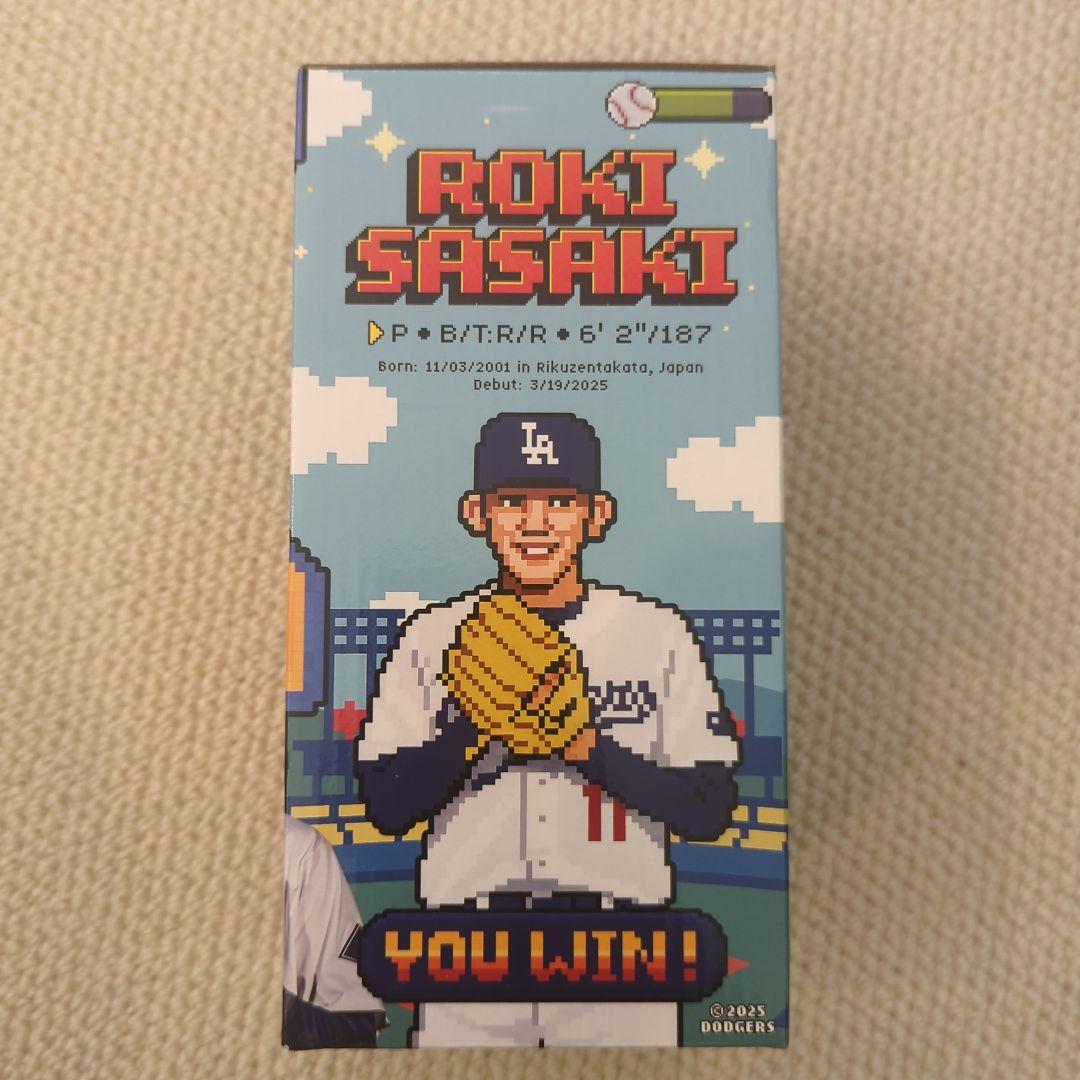 ROKI
SASAKI
P • B/T:R/R • 6' 2"/187
Born: 11/03/2001 in Rikuzentakata, Japan
Debut: 3/19/2025
LA
11
YOU WIN!
©2025
DODGERS